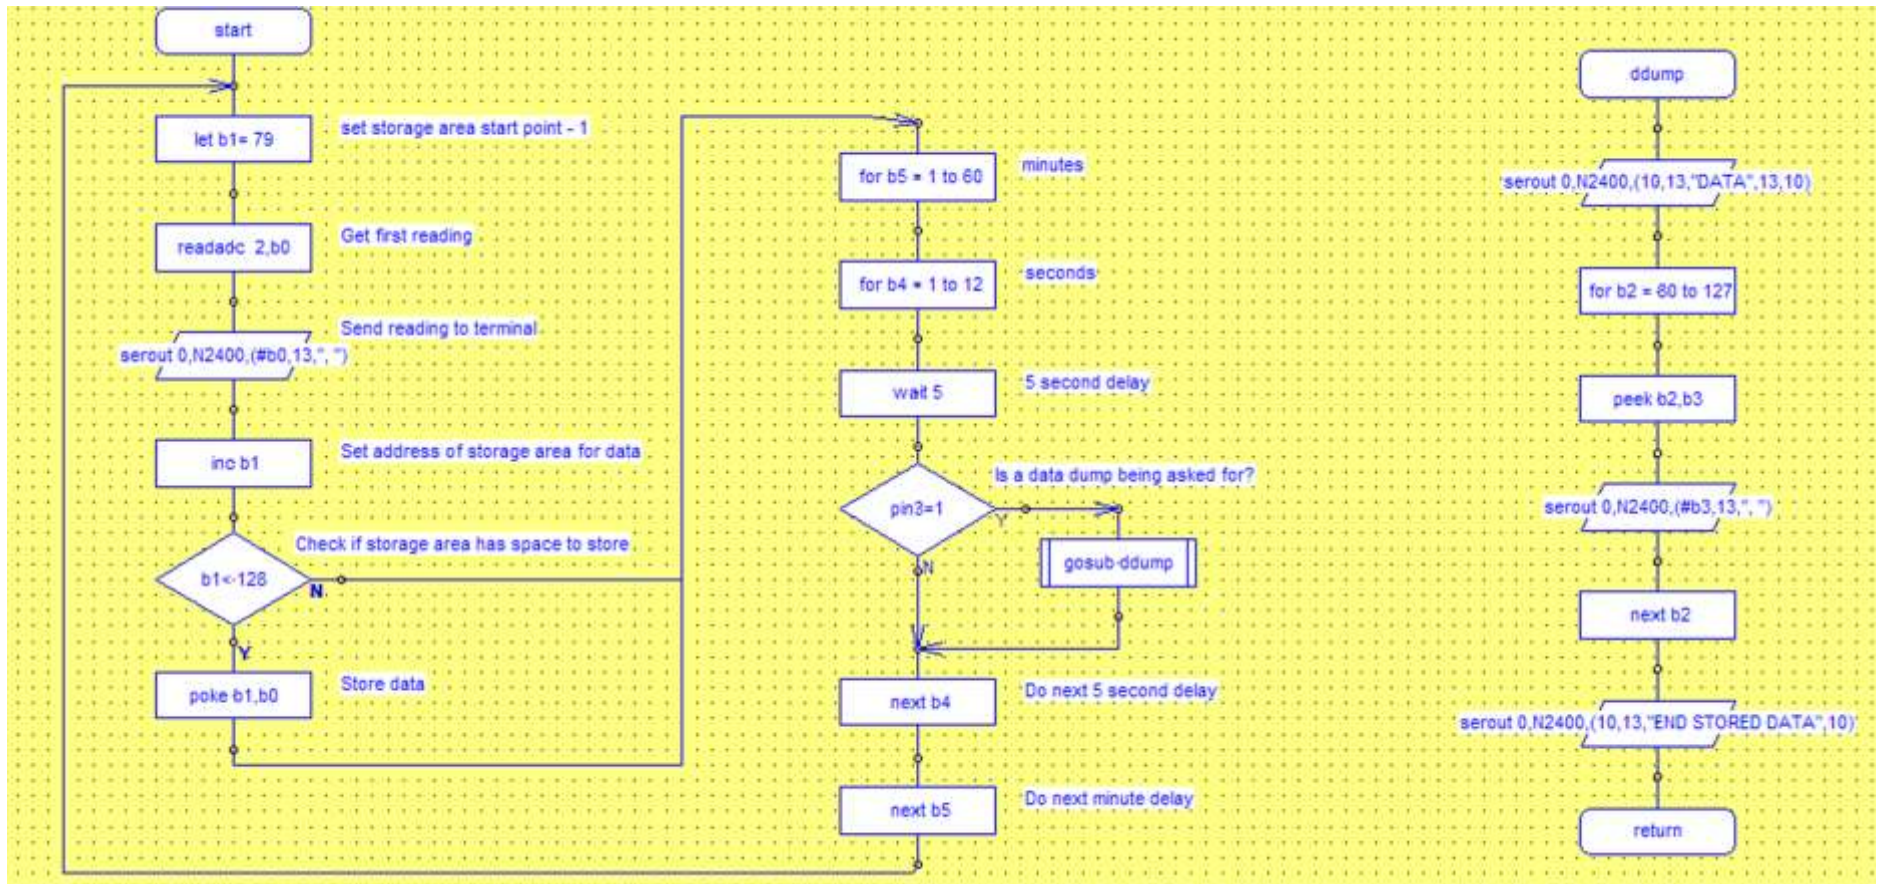 start
let b1= 79
set storage area start point - 1
readadc 2,b0
Get first reading
Send reading to terminal
serout 0,N2400,(#b0,13,", ")
inc b1
Set address of storage area for data
Check if storage area has space to store
b1<-128
N
Y
poke b1,b0
Store data
for b5 = 1 to 60
minutes
for b4 = 1 to 12
seconds
wait 5
5 second delay
Is a data dump being asked for?
pin3=1
Y
N
gosub-ddump
next b4
Do next 5 second delay
next b5
Do next minute delay
ddump
serout 0,N2400,(10,13,"DATA",13,10)
for b2 = 80 to 127
peek b2,b3
serout 0,N2400,(#b3,13,", ")
next b2
serout 0,N2400,(10,13,"END STORED DATA",10)
return